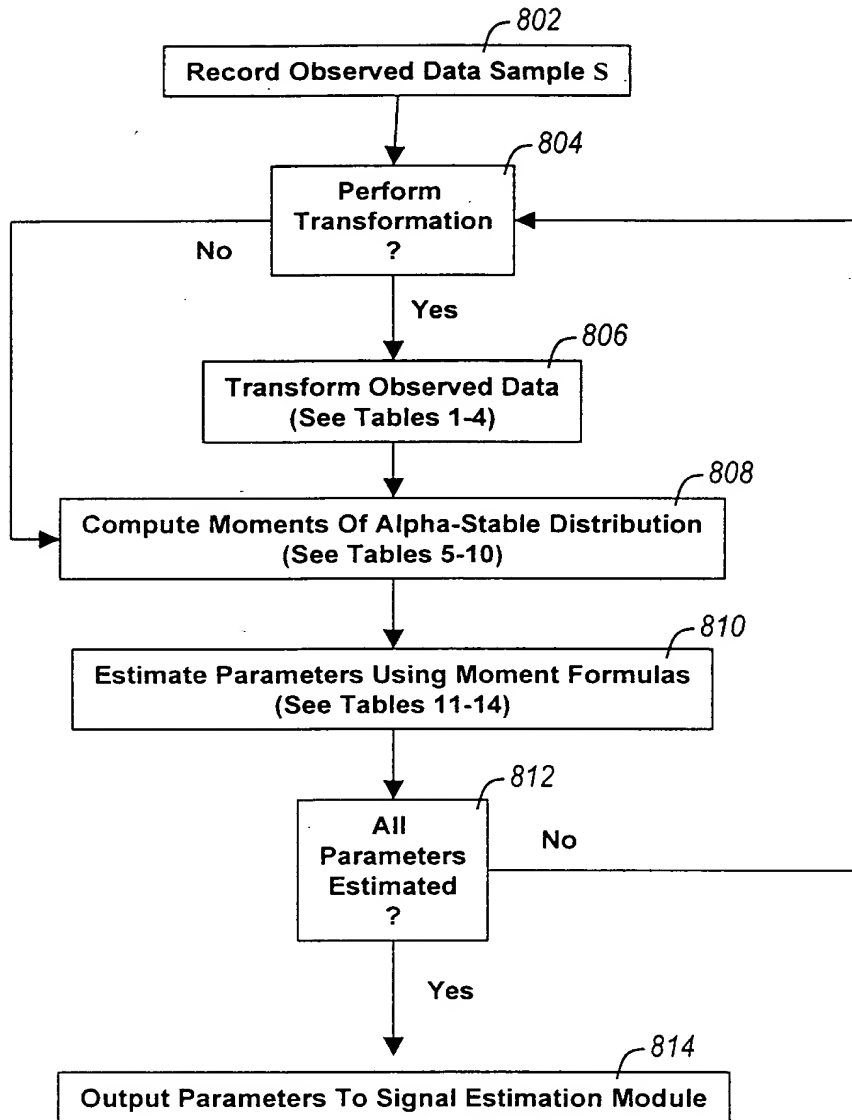 802
Record Observed Data Sample S
804
Perform
Transformation
?
No
Yes
806
Transform Observed Data
(See Tables 1-4)
808
Compute Moments Of Alpha-Stable Distribution
(See Tables 5-10)
810
Estimate Parameters Using Moment Formulas
(See Tables 11-14)
812
All
Parameters
Estimated
?
No
Yes
814
Output Parameters To Signal Estimation Module